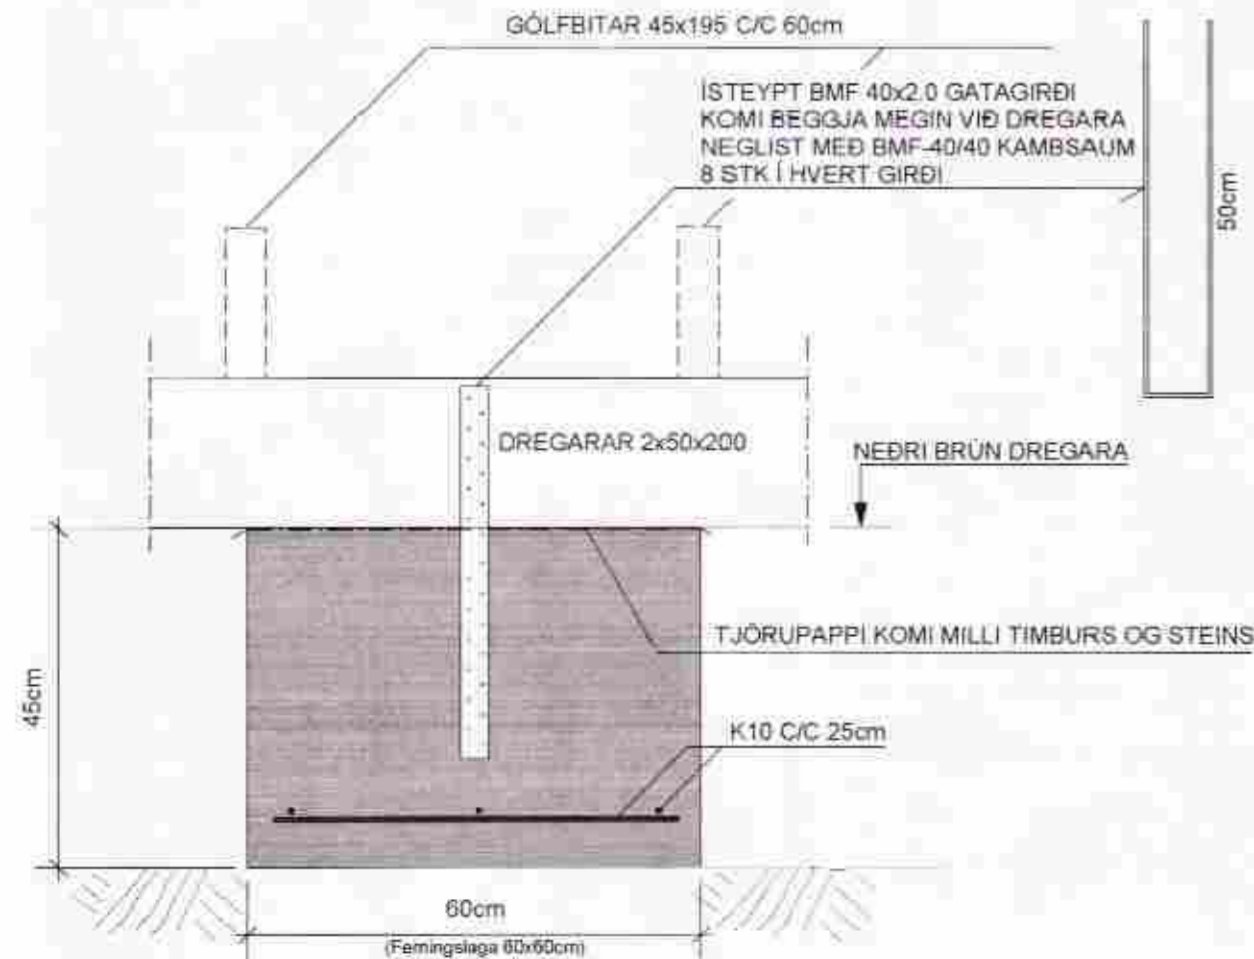 GÓLFBITAR 45x195 C/C 60cm
ÍSTEYPT BMF 40x2.0 GATAGIRÐI
KOMI BEGGJA MEGIN VIÐ DREGARA
NEGLIST MEÐ BMF-40/40 KAMBSAUM
8 STK Í HVERT GIRÐI
50cm
DREGARAR 2x50x200
NEÐRI BRÚN DREGARA
TJÖRUPAPPI KOMI MILLI TIMBURS OG STEINS
45cm
K10 C/C 25cm
60cm
(Ferningslaga 60x60cm)